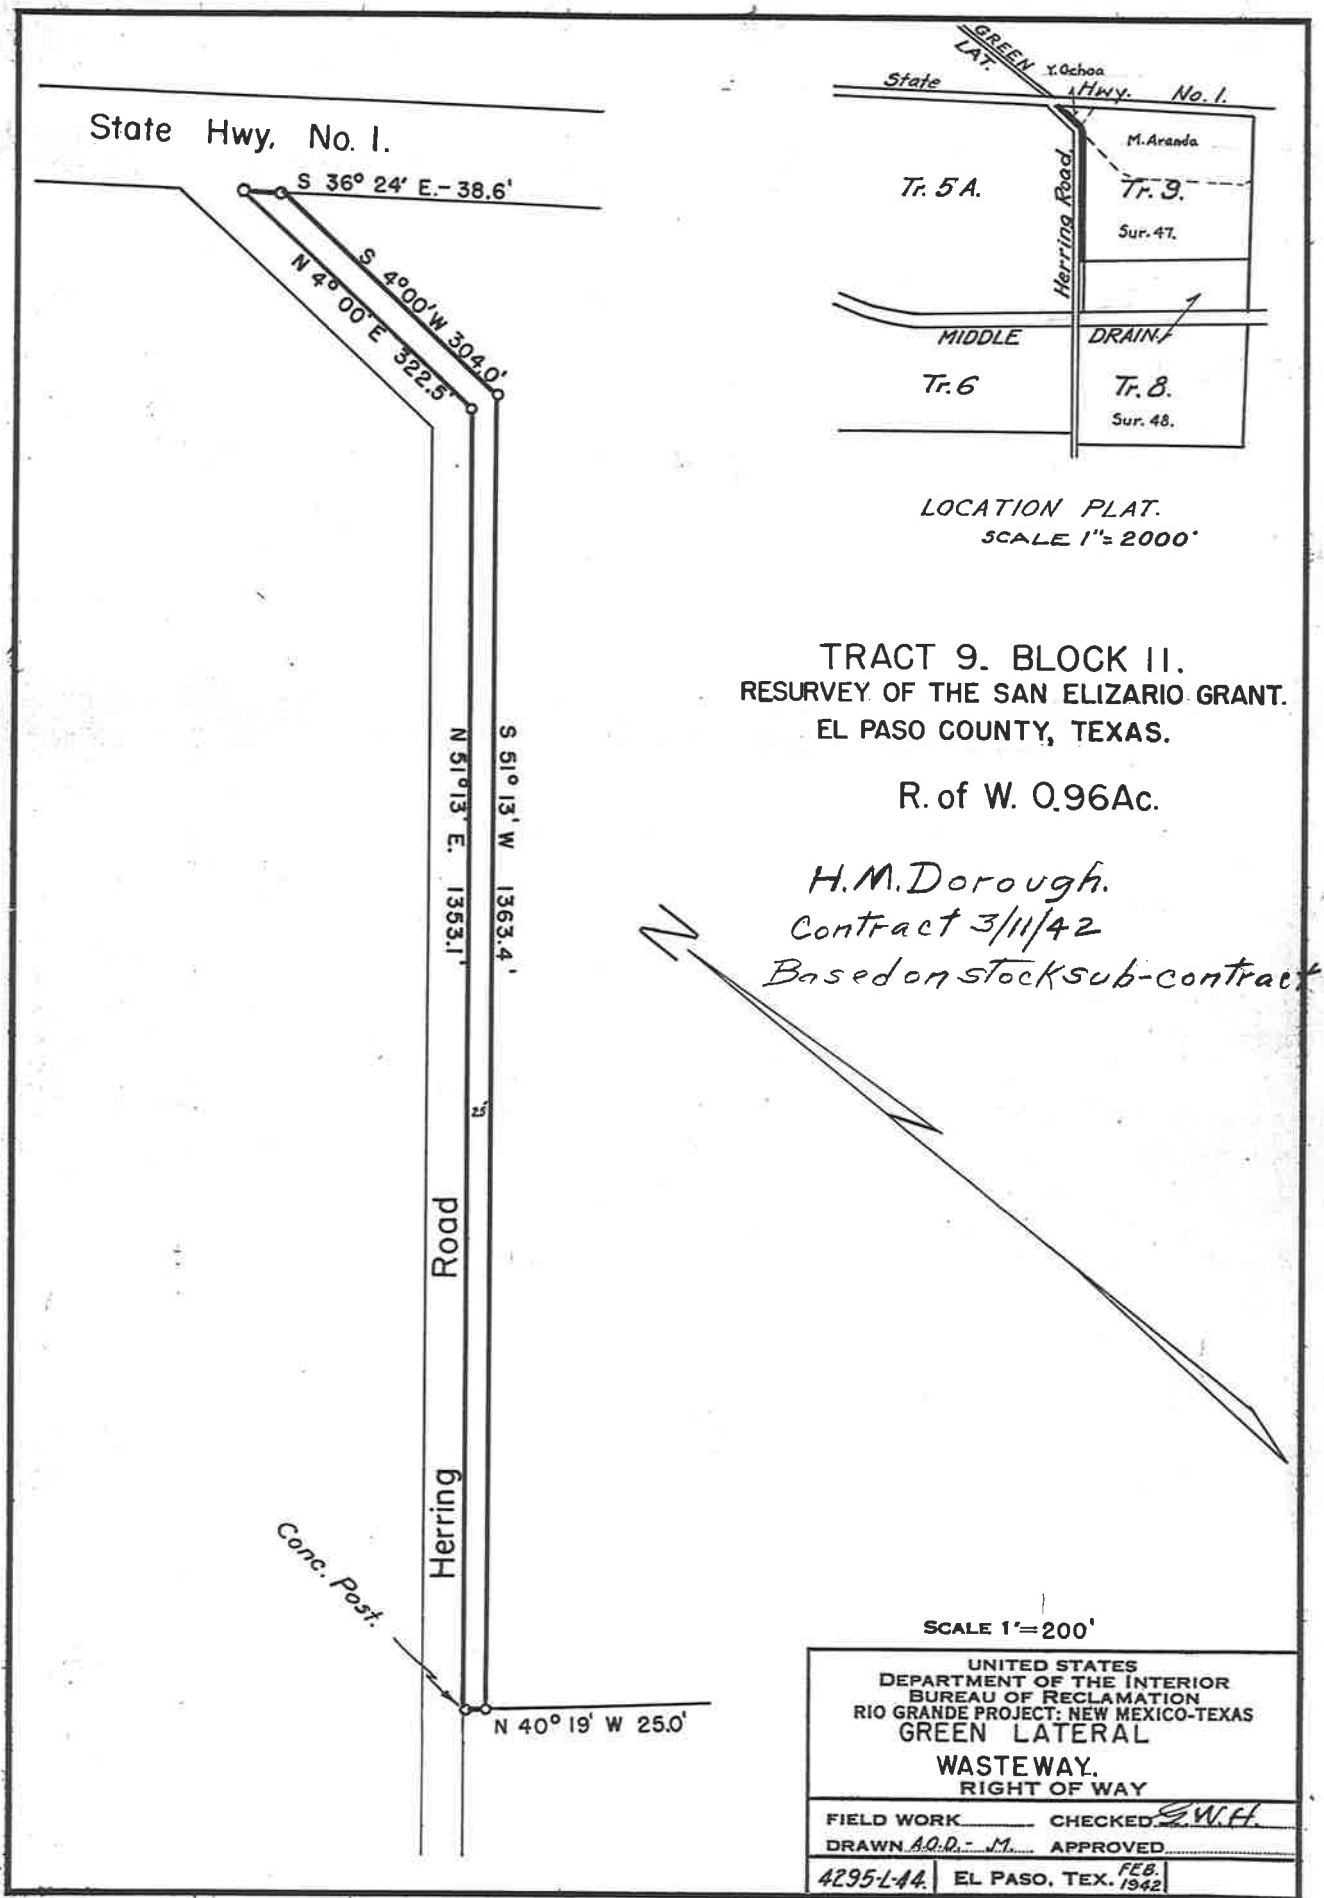 GREEN
LAT.
Y. Ochoa
State Hwy. No. 1.
M. Aranda
Tr. 5 A.
Herring Road
Tr. 9.
Sur. 47.
MIDDLE DRAIN
Tr. 6
Tr. 8.
Sur. 48.
LOCATION PLAT.
SCALE 1"= 2000'
State Hwy. No. 1.
S 36° 24' E.- 38.6'
S 4°00' W 304.0'
N 4° 00' E 322.5'
TRACT 9. BLOCK 11.
RESURVEY OF THE SAN ELIZARIO GRANT.
EL PASO COUNTY, TEXAS.
R. of W. 0.96Ac.
N 51° 13' E. 1353.1'
S 51° 13' W 1363.4'
H.M. Dorough.
Contract 3/11/42
Based on stock sub-contract
N
25'
Herring Road
Conc. Post.
N 40° 19' W 25.0'
SCALE 1"=200'
UNITED STATES
DEPARTMENT OF THE INTERIOR
BUREAU OF RECLAMATION
RIO GRANDE PROJECT: NEW MEXICO-TEXAS
GREEN LATERAL
WASTEWAY.
RIGHT OF WAY
FIELD WORK CHECKED G.W.H.
DRAWN A.O.D.- M. APPROVED
4295-L-44. EL PASO, TEX. FEB. 1942